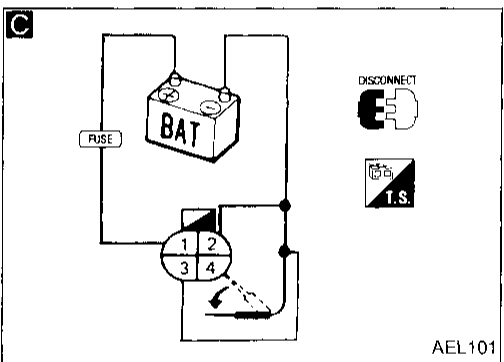 C
DISCONNECT
+ −
BAT
FUSE
T.S.
1 2
3 4
AEL101